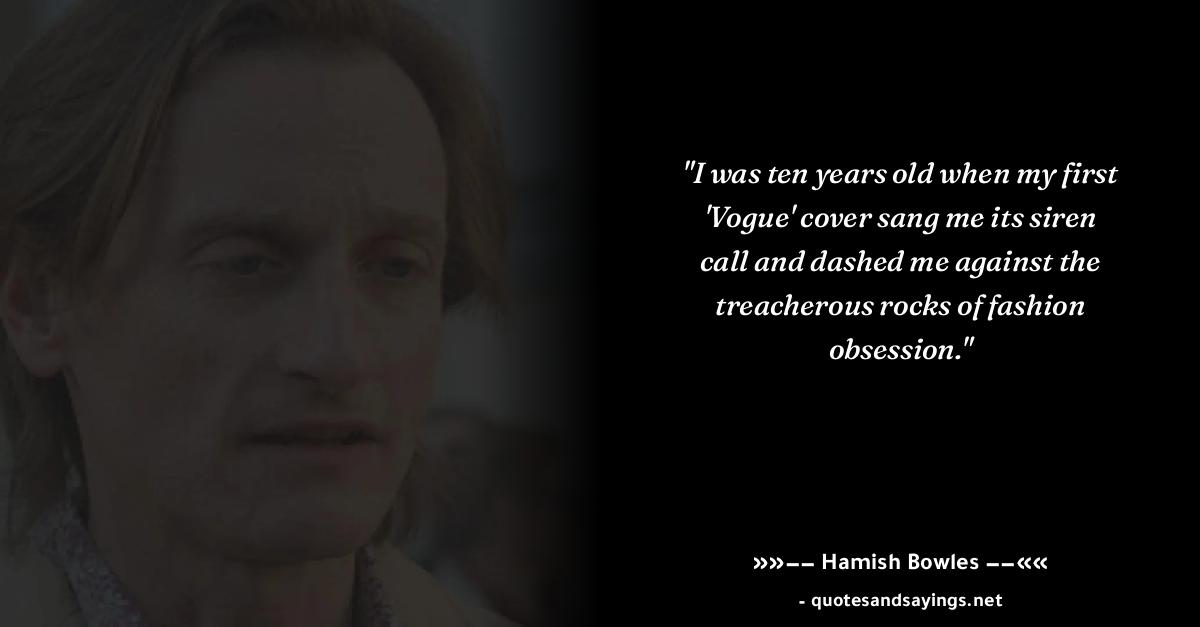 "I was ten years old when my first
'Vogue' cover sang me its siren
call and dashed me against the
treacherous rocks of fashion
obsession."
»»−− Hamish Bowles −−««
- quotesandsayings.net